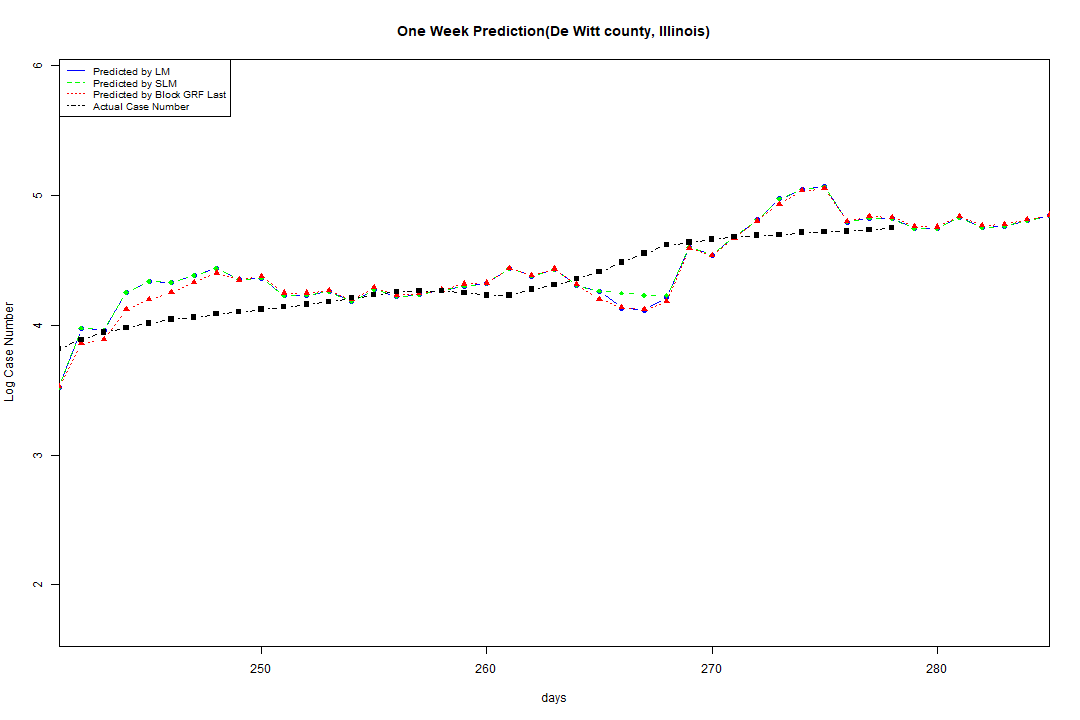 One Week Prediction(De Witt county, Illinois)
Predicted by LM
Predicted by SLM
Predicted by Block GRF Last
Actual Case Number
6
5
4
3
2
Log Case Number
250
260
270
280
days